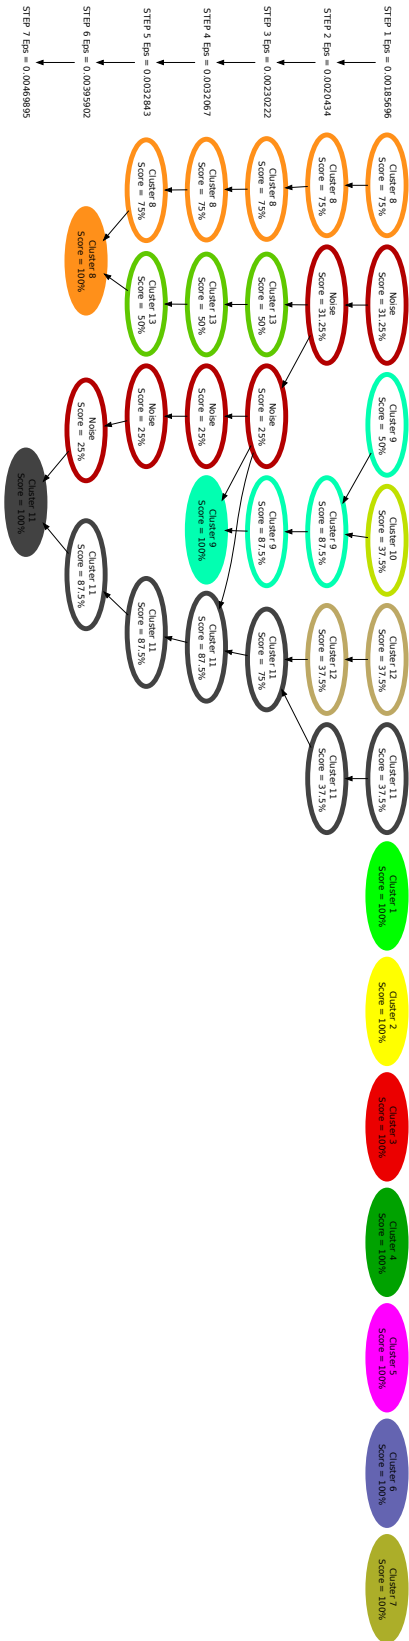 STEP 1 Eps = 0.00185696
Cluster 8
Score = 75%
Noise
Score = 31.25%
Cluster 9
Score = 50%
Cluster 10
Score = 37.5%
Cluster 12
Score = 37.5%
Cluster 11
Score = 37.5%
Cluster 1
Score = 100%
Cluster 2
Score = 100%
Cluster 3
Score = 100%
Cluster 4
Score = 100%
Cluster 5
Score = 100%
Cluster 6
Score = 100%
Cluster 7
Score = 100%
STEP 2 Eps = 0.0020434
Cluster 8
Score = 75%
Noise
Score = 31.25%
Cluster 9
Score = 87.5%
Cluster 12
Score = 37.5%
Cluster 11
Score = 37.5%
STEP 3 Eps = 0.00230222
Cluster 8
Score = 75%
Cluster 13
Score = 50%
Noise
Score = 25%
Cluster 9
Score = 87.5%
Cluster 11
Score = 75%
STEP 4 Eps = 0.0032067
Cluster 8
Score = 75%
Cluster 13
Score = 50%
Noise
Score = 25%
Cluster 9
Score = 100%
Cluster 11
Score = 87.5%
STEP 5 Eps = 0.0032843
Cluster 8
Score = 75%
Cluster 13
Score = 50%
Noise
Score = 25%
Cluster 11
Score = 87.5%
STEP 6 Eps = 0.00395902
Cluster 8
Score = 100%
Noise
Score = 25%
Cluster 11
Score = 87.5%
STEP 7 Eps = 0.00469895
Cluster 11
Score = 100%